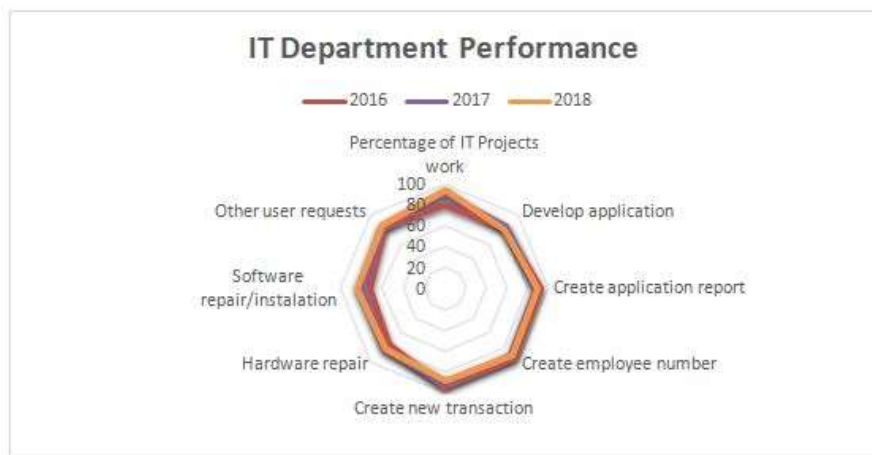 IT Department Performance
2016 2017 2018
Percentage of IT Projects
work
100
80
60
40
20
0
Other user requests
Develop application
Software
repair/instalation
Create application report
Hardware repair
Create employee number
Create new transaction